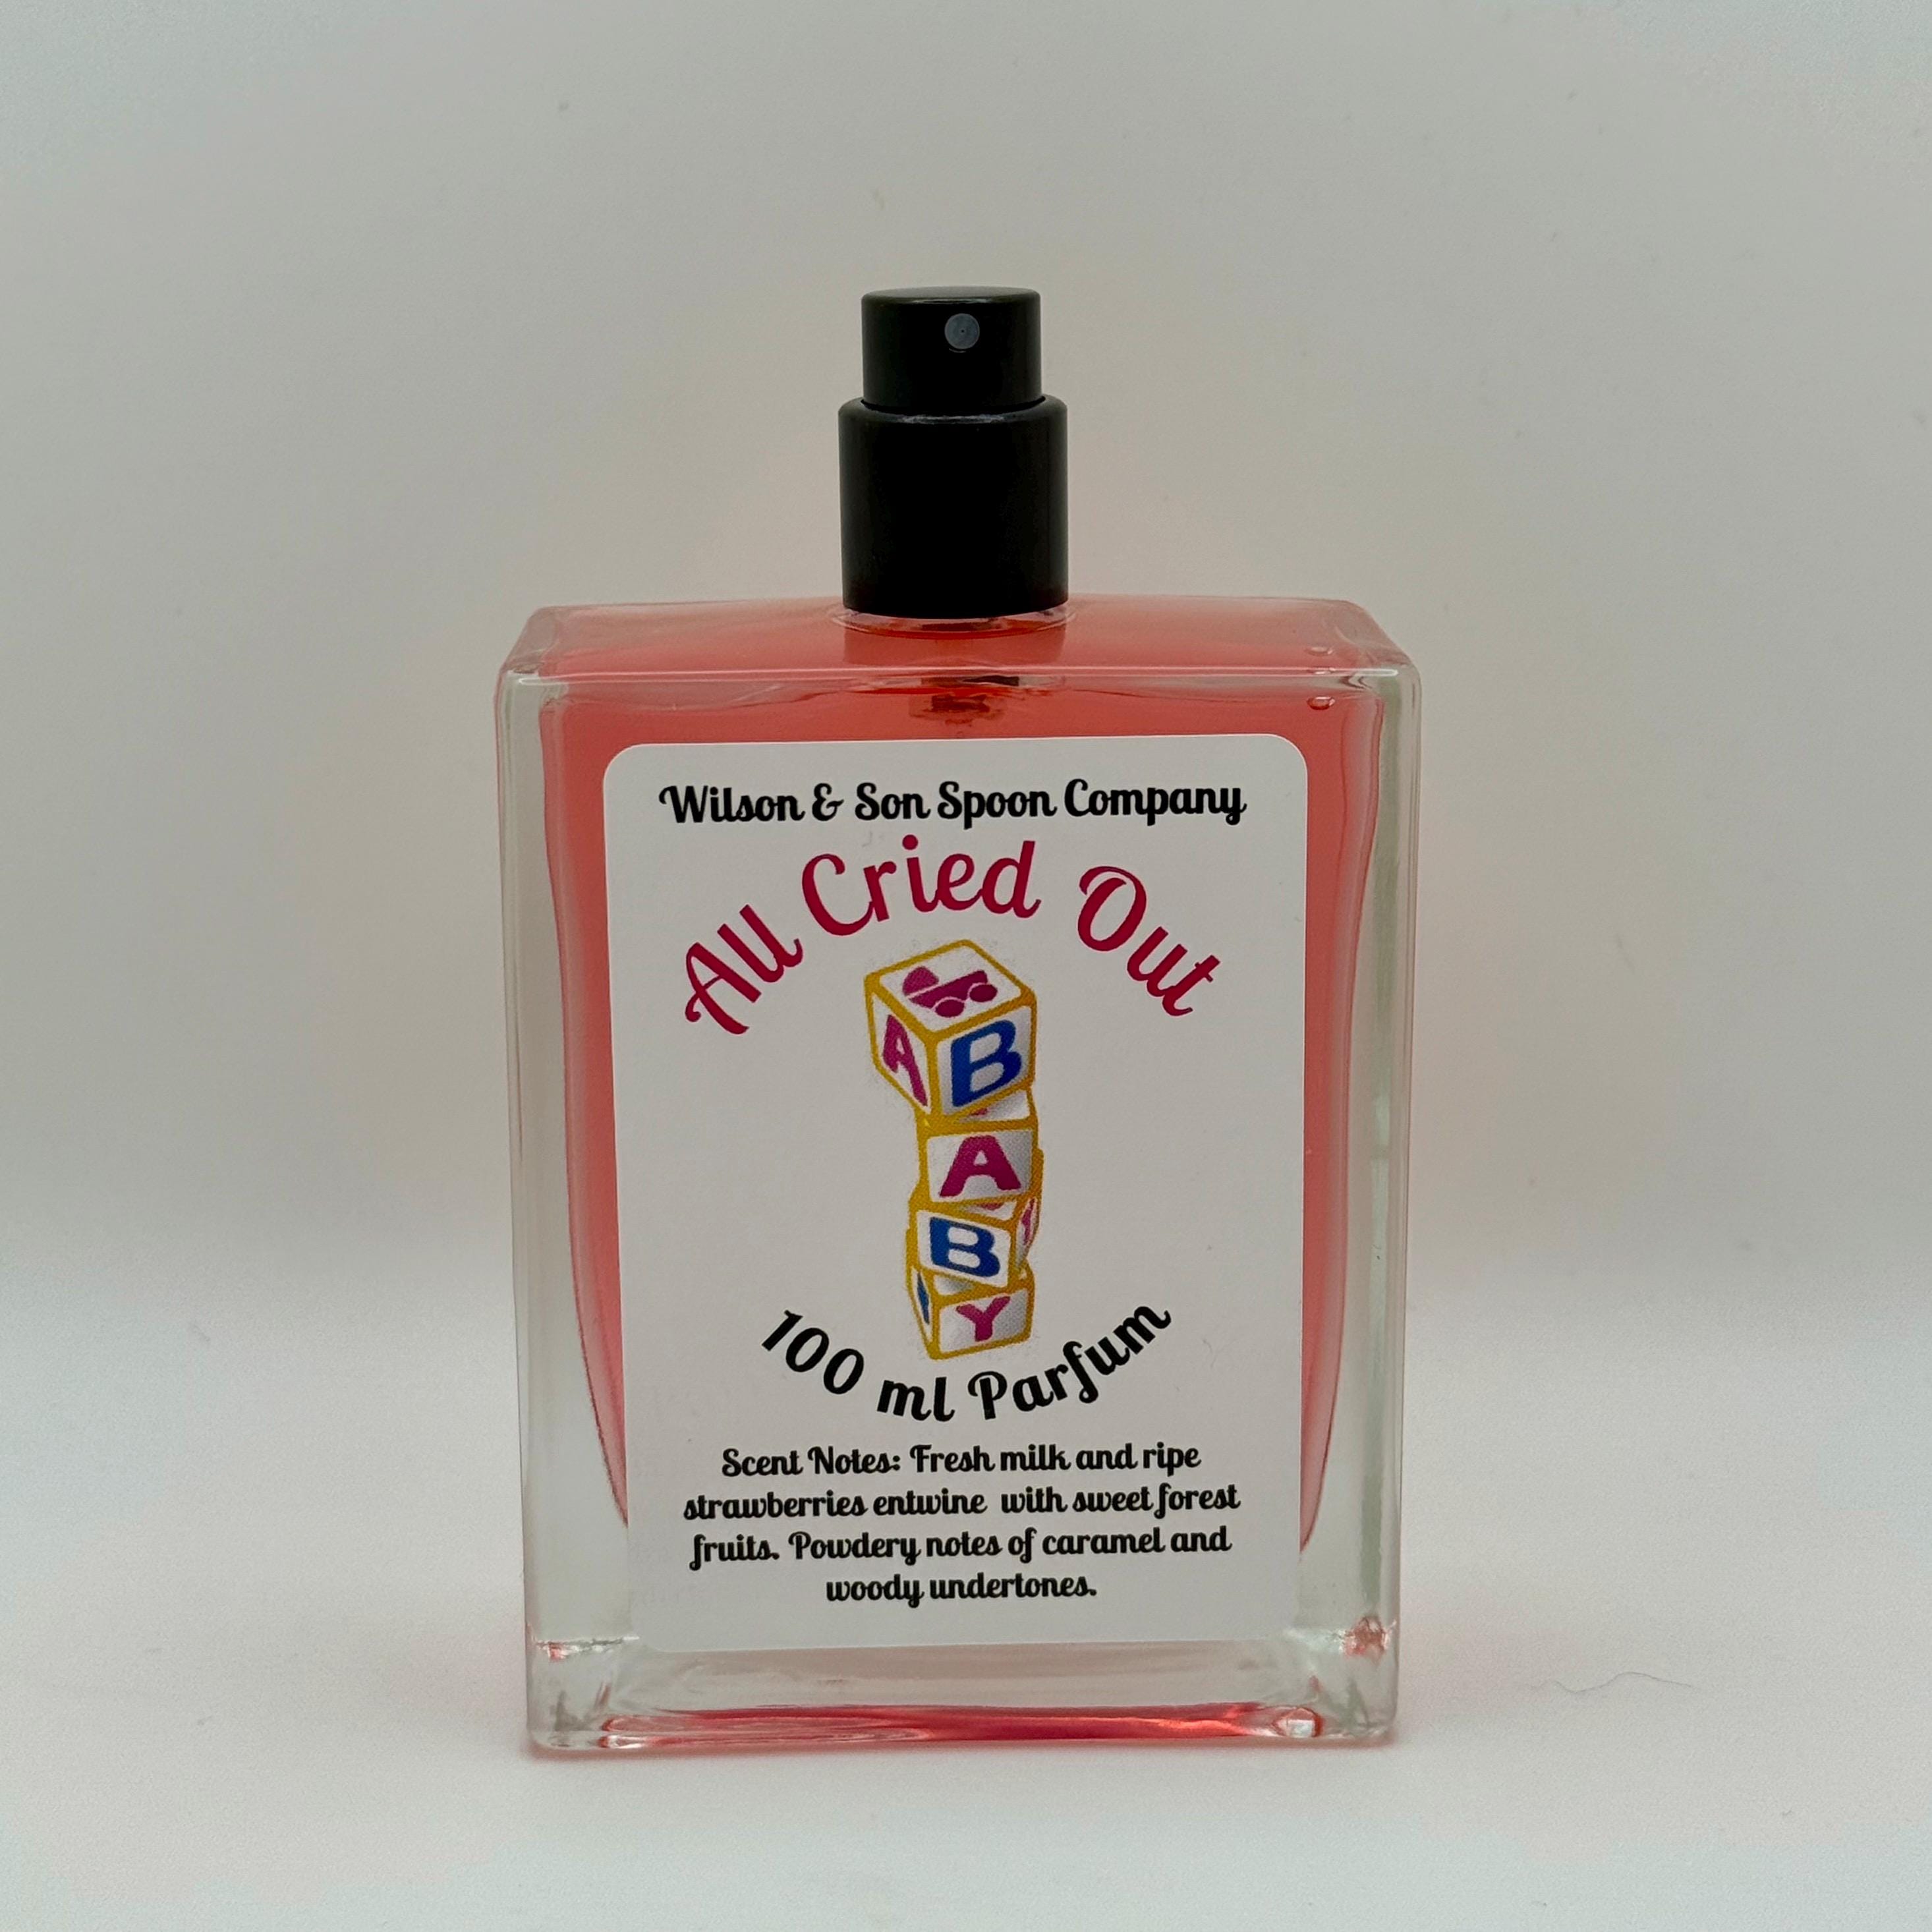 Wilson & Son Spoon Company
All Cried Out
A B
A
B
Y
100 ml Parfum
Scent Notes: Fresh milk and ripe
strawberries entwine with sweet forest
fruits. Powdery notes of caramel and
woody undertones.